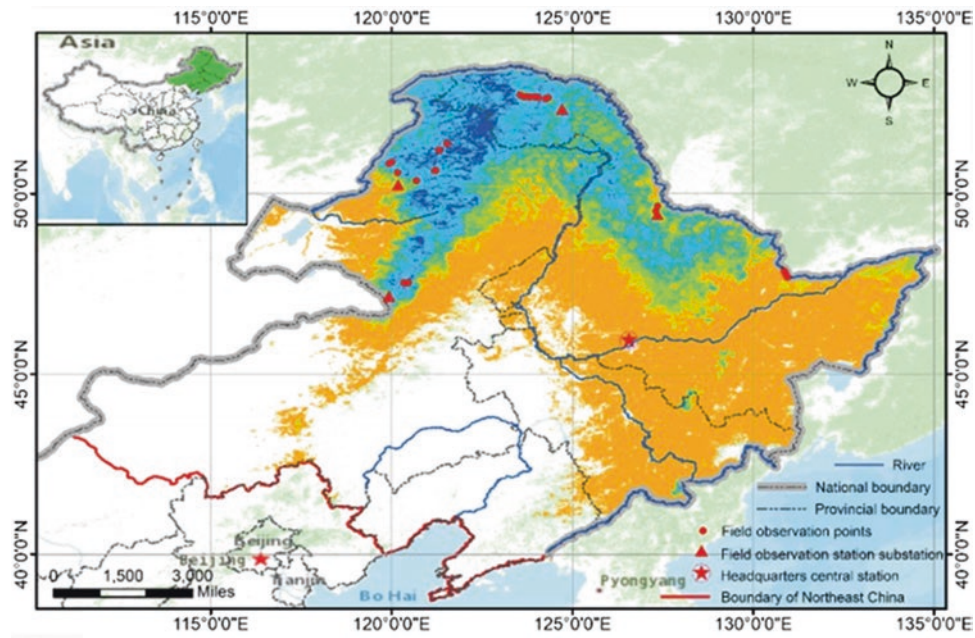 115°0'0"E 120°0'0"E 125°0'0"E 130°0'0"E 135°0'0"E
Asia
China
N
W E
S
50°0'0"N
50°0'0"N
45°0'0"N
45°0'0"N
40°0'0"N
40°0'0"N
River
National boundary
Provincial boundary
Field observation points
Field observation station substation
Headquarters central station
Boundary of Northeast China
Beijing
Beijing
Tianjin
Bo Hai
Pyongyang
0 1,500 3,000
Miles
115°0'0"E 120°0'0"E 125°0'0"E 130°0'0"E 135°0'0"E